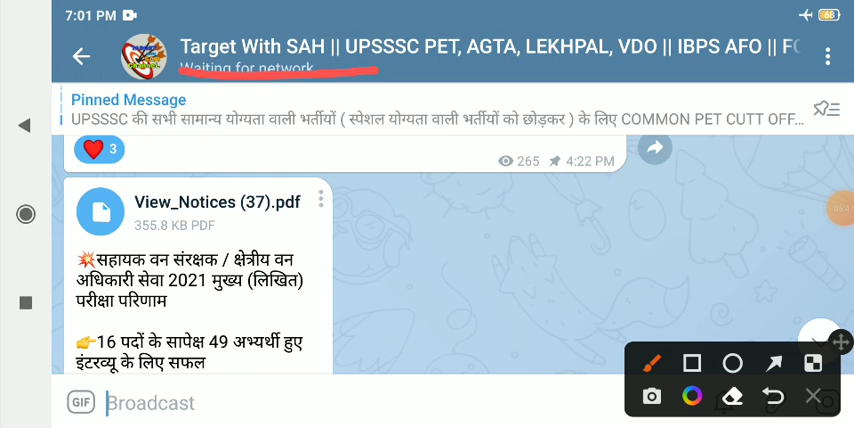 7:01 PM
68
Target With SAH || UPSSSC PET, AGTA, LEKHPAL, VDO || IBPS AFO || FC
Waiting for network
Pinned Message
UPSSSC की सभी सामान्य योग्यता वाली भर्तीयों ( स्पेशल योग्यता वाली भर्तीयों को छोड़कर ) के लिए COMMON PET CUTT OFF...
3
265 4:22 PM
View_Notices (37).pdf
355.8 KB PDF
💥सहायक वन संरक्षक / क्षेत्रीय वन
अधिकारी सेवा 2021 मुख्य (लिखित)
परीक्षा परिणाम
👉16 पदों के सापेक्ष 49 अभ्यर्थी हुए
इंटरव्यू के लिए सफल
GIF Broadcast